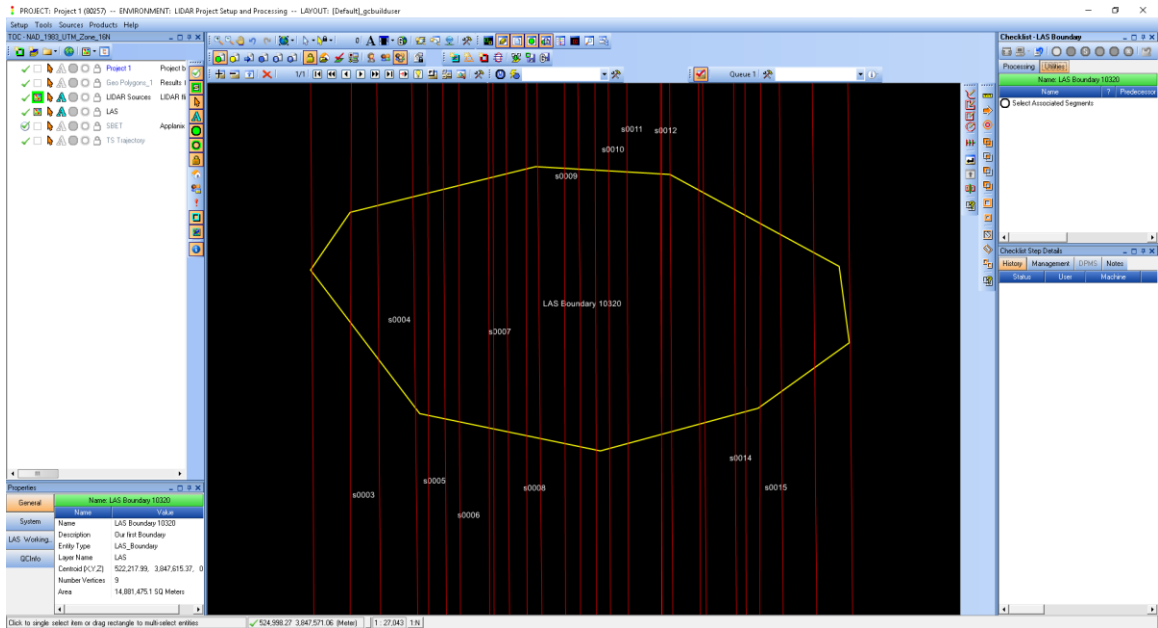 PROJECT: Project 1 (80257) -- ENVIRONMENT: LIDAR Project Setup and Processing -- LAYOUT: [Default]_gcbuilduser
Setup Tools Sources Products Help
TDC - NAD_1983_UTM_Zone_16N
Project 1 Project b
Geo Polygons_1 Results l
LIDAR Sources LIDAR fi
LAS
SBET Applanix
TS Trajectory
1/1
Queue 1
s0011 s0012
s0010
s0009
LAS Boundary 10320
s0004
s0007
s0014
s0005
s0008
s0015
s0003
s0006
Checklist - LAS Boundary
Processing Utilities
Name: LAS Boundary 10320
Name ? Predecessor
Select Associated Segments
Checklist Step Details
History Management DPMS Notes
Status User Machine
Properties
General
System
LAS Working...
QCInfo
Name: LAS Boundary 10320
Name Value
Name LAS Boundary 10320
Description Our first Boundary
Entity Type LAS_Boundary
Layer Name LAS
Centroid (X,Y,Z) 522,217.99, 3,847,615.37, 0
Number Vertices 9
Area 14,881,475.1 SQ Meters
Click to single select item or drag rectangle to multi-select entities
524,998.27 3,847,571.06 (Meter) 1 : 27,043 1:N